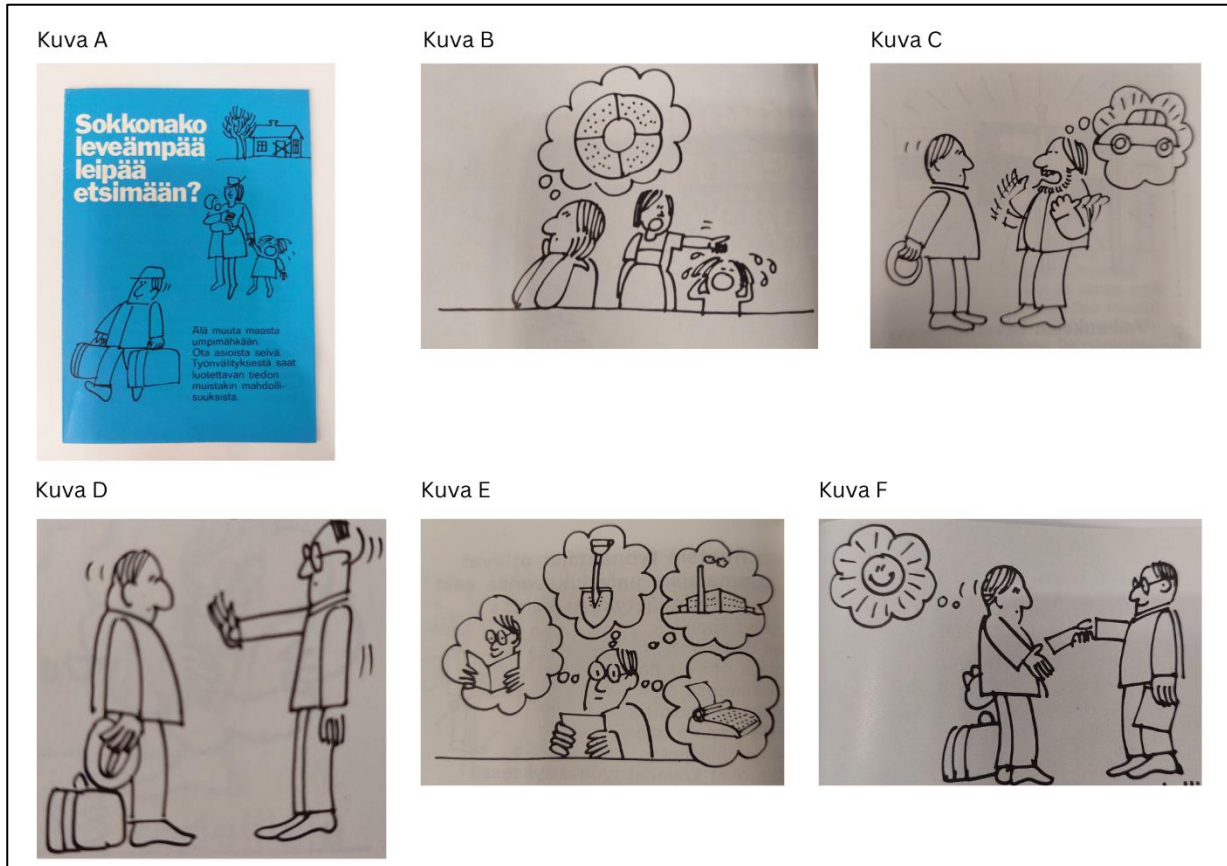 Kuva A
Kuva B
Kuva C
Sokkonako
leveämpää
leipää
etsimään?
Älä muuta maasta
umpimähkään.
Ota asioista selvä.
Työnvälityksestä saat
luotettavan tiedon
muistakin mahdolli-
suuksista.
Kuva D
Kuva E
Kuva F